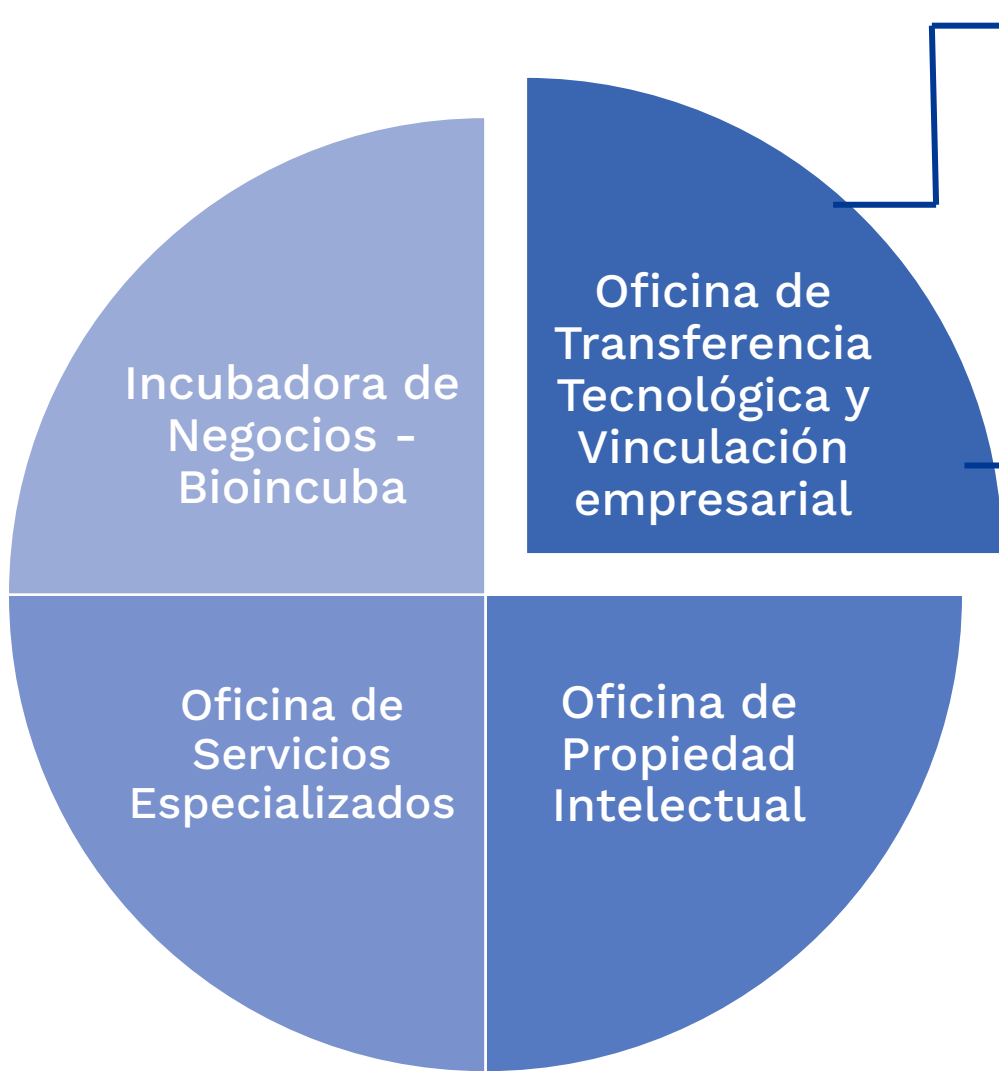 Oficina de
Transferencia
Tecnológica y
Vinculación
empresarial
Incubadora de
Negocios -
Bioincuba
Oficina de
Servicios
Especializados
Oficina de
Propiedad
Intelectual